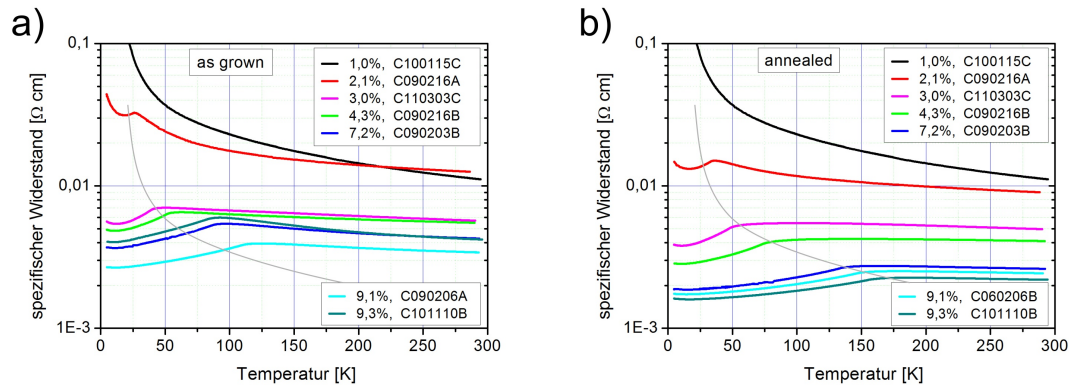 a)
spezifischer Widerstand [Ω cm]
0,1
0,01
1E-3
as grown
1,0%, C100115C
2,1%, C090216A
3,0%, C110303C
4,3%, C090216B
7,2%, C090203B
9,1%, C090206A
9,3%, C101110B
0 50 100 150 200 250 300
Temperatur [K]
b)
spezifischer Widerstand [Ω cm]
0,1
0,01
1E-3
annealed
1,0%, C100115C
2,1%, C090216A
3,0%, C110303C
4,3%, C090216B
7,2%, C090203B
9,1%, C060206B
9,3% C101110B
0 50 100 150 200 250 300
Temperatur [K]